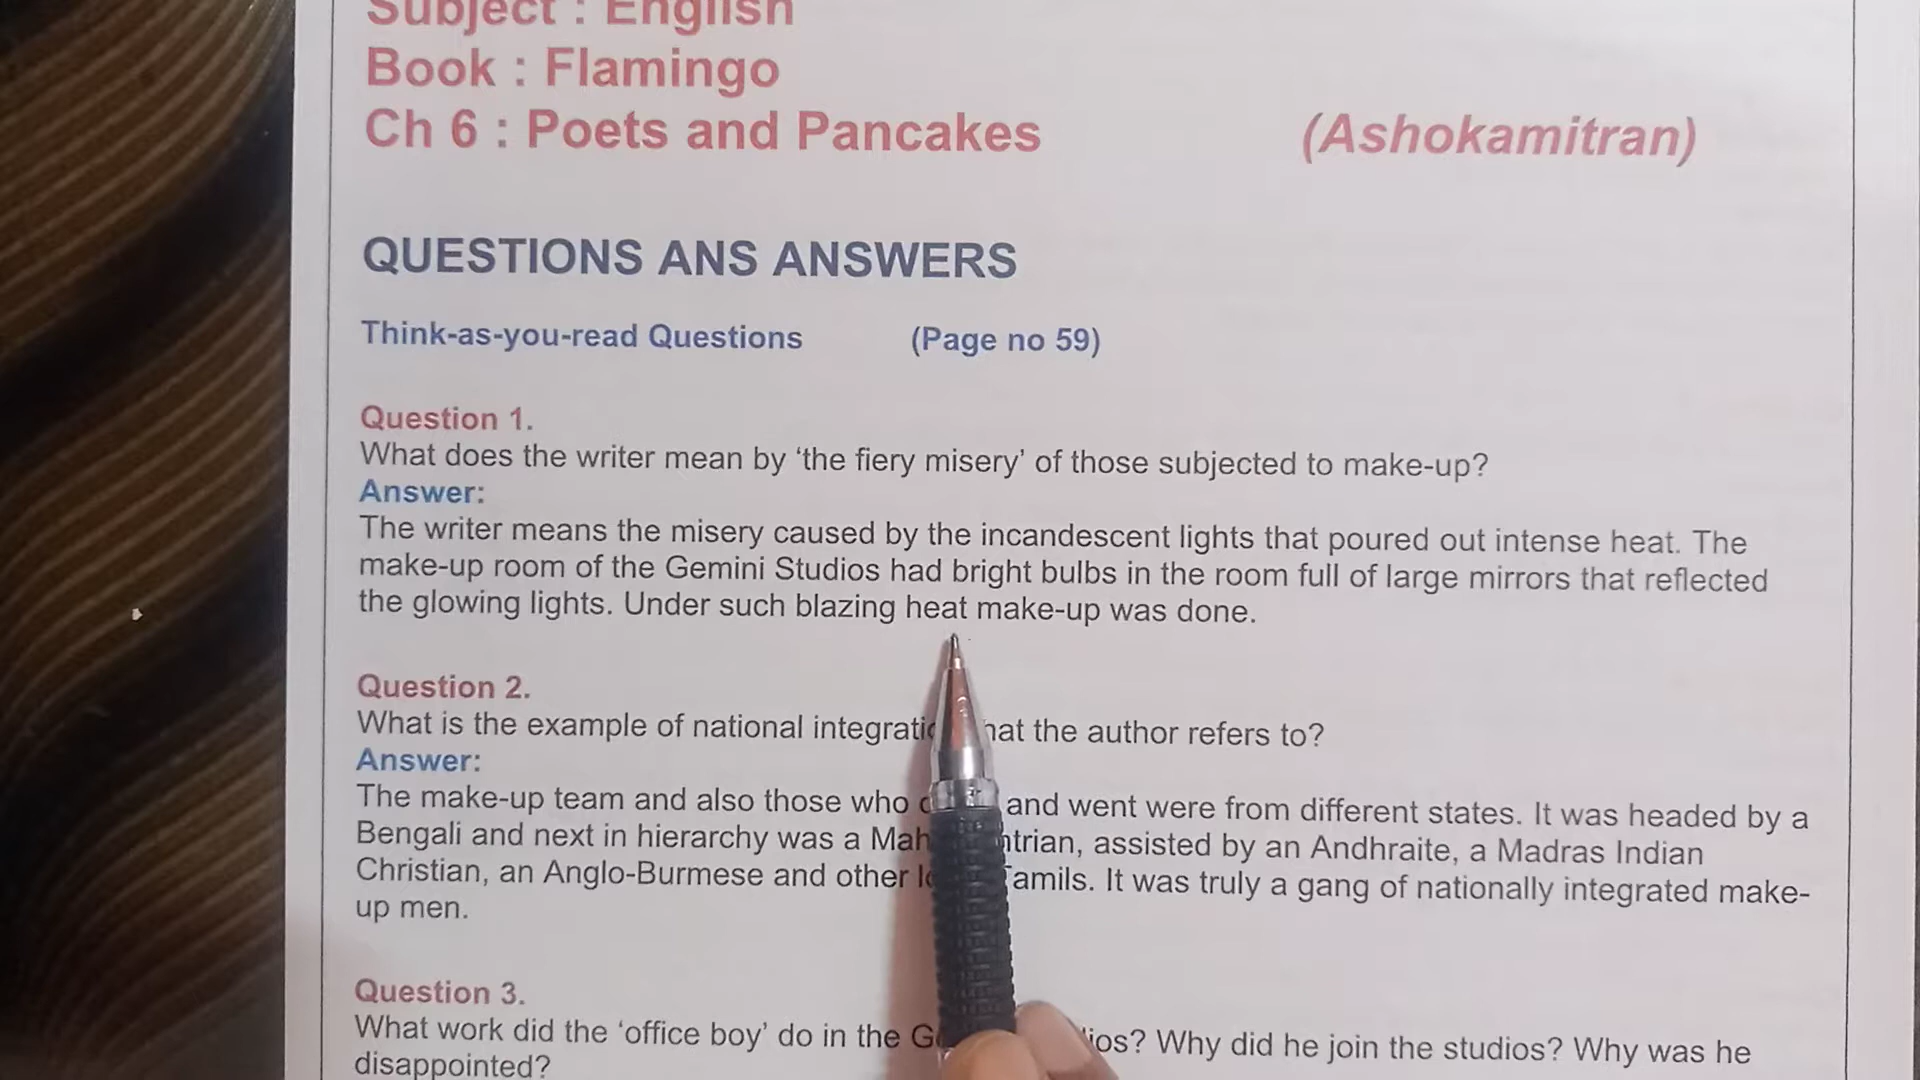 Subject : English
Book : Flamingo
Ch 6 : Poets and Pancakes (Ashokamitran)
QUESTIONS ANS ANSWERS
Think-as-you-read Questions (Page no 59)
Question 1.
What does the writer mean by ‘the fiery misery’ of those subjected to make-up?
Answer:
The writer means the misery caused by the incandescent lights that poured out intense heat. The
make-up room of the Gemini Studios had bright bulbs in the room full of large mirrors that reflected
the glowing lights. Under such blazing heat make-up was done.
Question 2.
What is the example of national the author refers to?
Answer:
The make-up team and also those who and went were from different states. It was headed by a
Bengali and next in hierarchy was a assisted by an Andhraite, a Madras Indian
Christian, an Anglo-Burmese and other Tamils. It was truly a gang of nationally integrated make-
up men.
Question 3.
What work did the ‘office boy’ do in the Why did he join the studios? Why was he
disappointed?